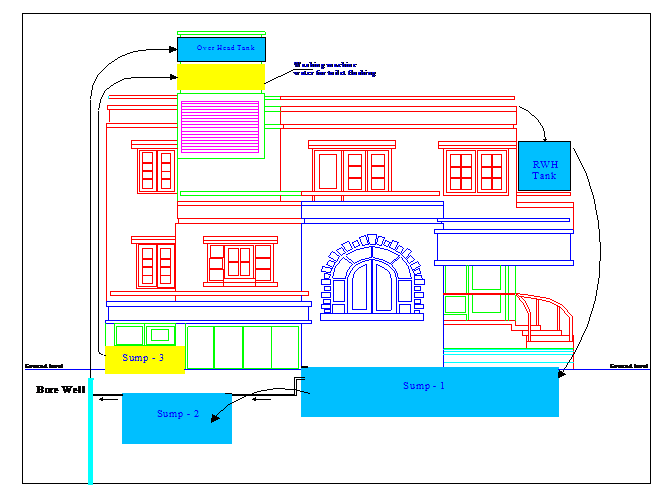 Over Head Tank
Washing machine
water for toilet flushing
RWH
Tank
Sump - 3
Ground level
Ground level
Bore Well
Sump - 1
Sump - 2